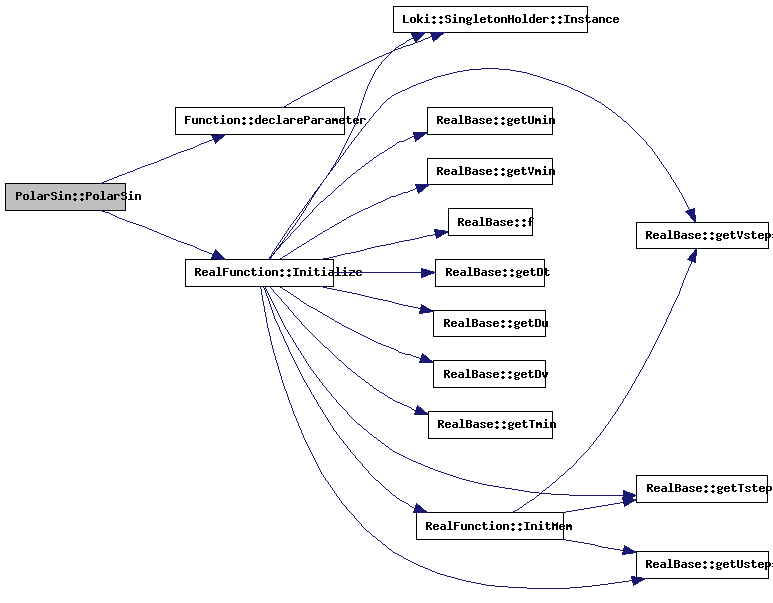 Loki::SingletonHolder::Instance
Function::declareParameter
RealBase::getUmin
RealBase::getVmin
PolarSin::PolarSin
RealBase::f
RealBase::getVstep
RealFunction::Initialize
RealBase::getDt
RealBase::getDu
RealBase::getDv
RealBase::getTmin
RealBase::getTstep
RealFunction::InitMem
RealBase::getUstep